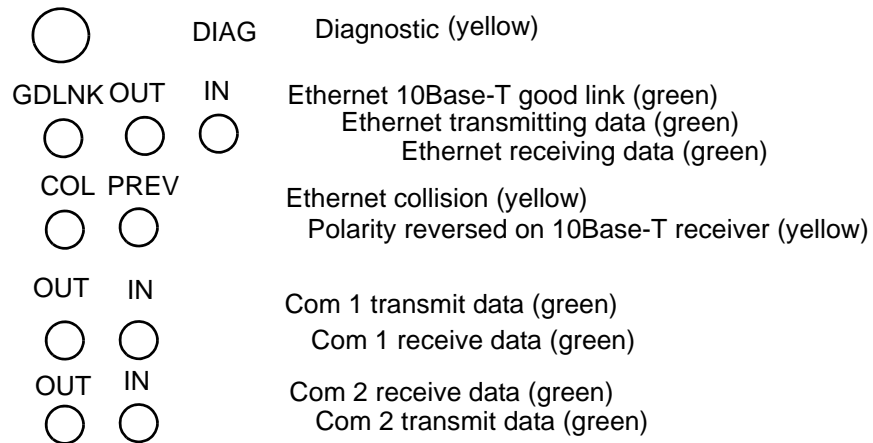 DIAG Diagnostic (yellow)
GDLNK OUT IN Ethernet 10Base-T good link (green)
Ethernet transmitting data (green)
Ethernet receiving data (green)
COL PREV Ethernet collision (yellow)
Polarity reversed on 10Base-T receiver (yellow)
OUT IN Com 1 transmit data (green)
Com 1 receive data (green)
OUT IN Com 2 receive data (green)
Com 2 transmit data (green)